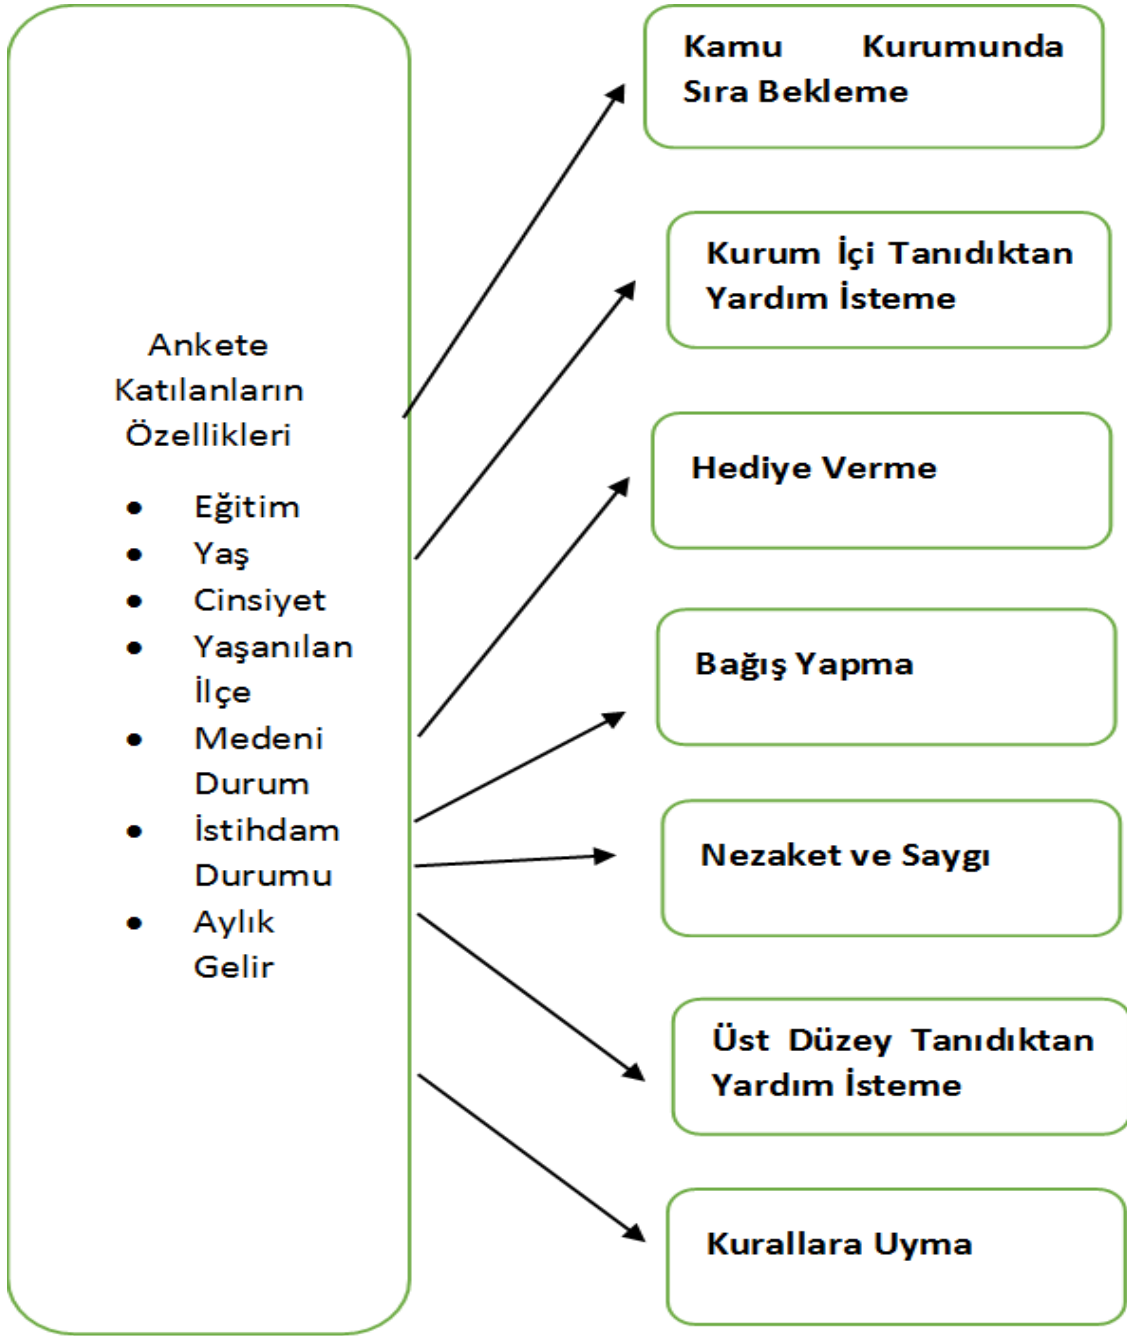 Ankete
Katılanların
Özellikleri
• Eğitim
• Yaş
• Cinsiyet
• Yaşanılan
İlçe
• Medeni
Durum
• İstihdam
Durumu
• Aylık
Gelir
Kamu Kurumunda
Sıra Bekleme
Kurum İçi Tanıdıktan
Yardım İsteme
Hediye Verme
Bağış Yapma
Nezaket ve Saygı
Üst Düzey Tanıdıktan
Yardım İsteme
Kurallara Uyma